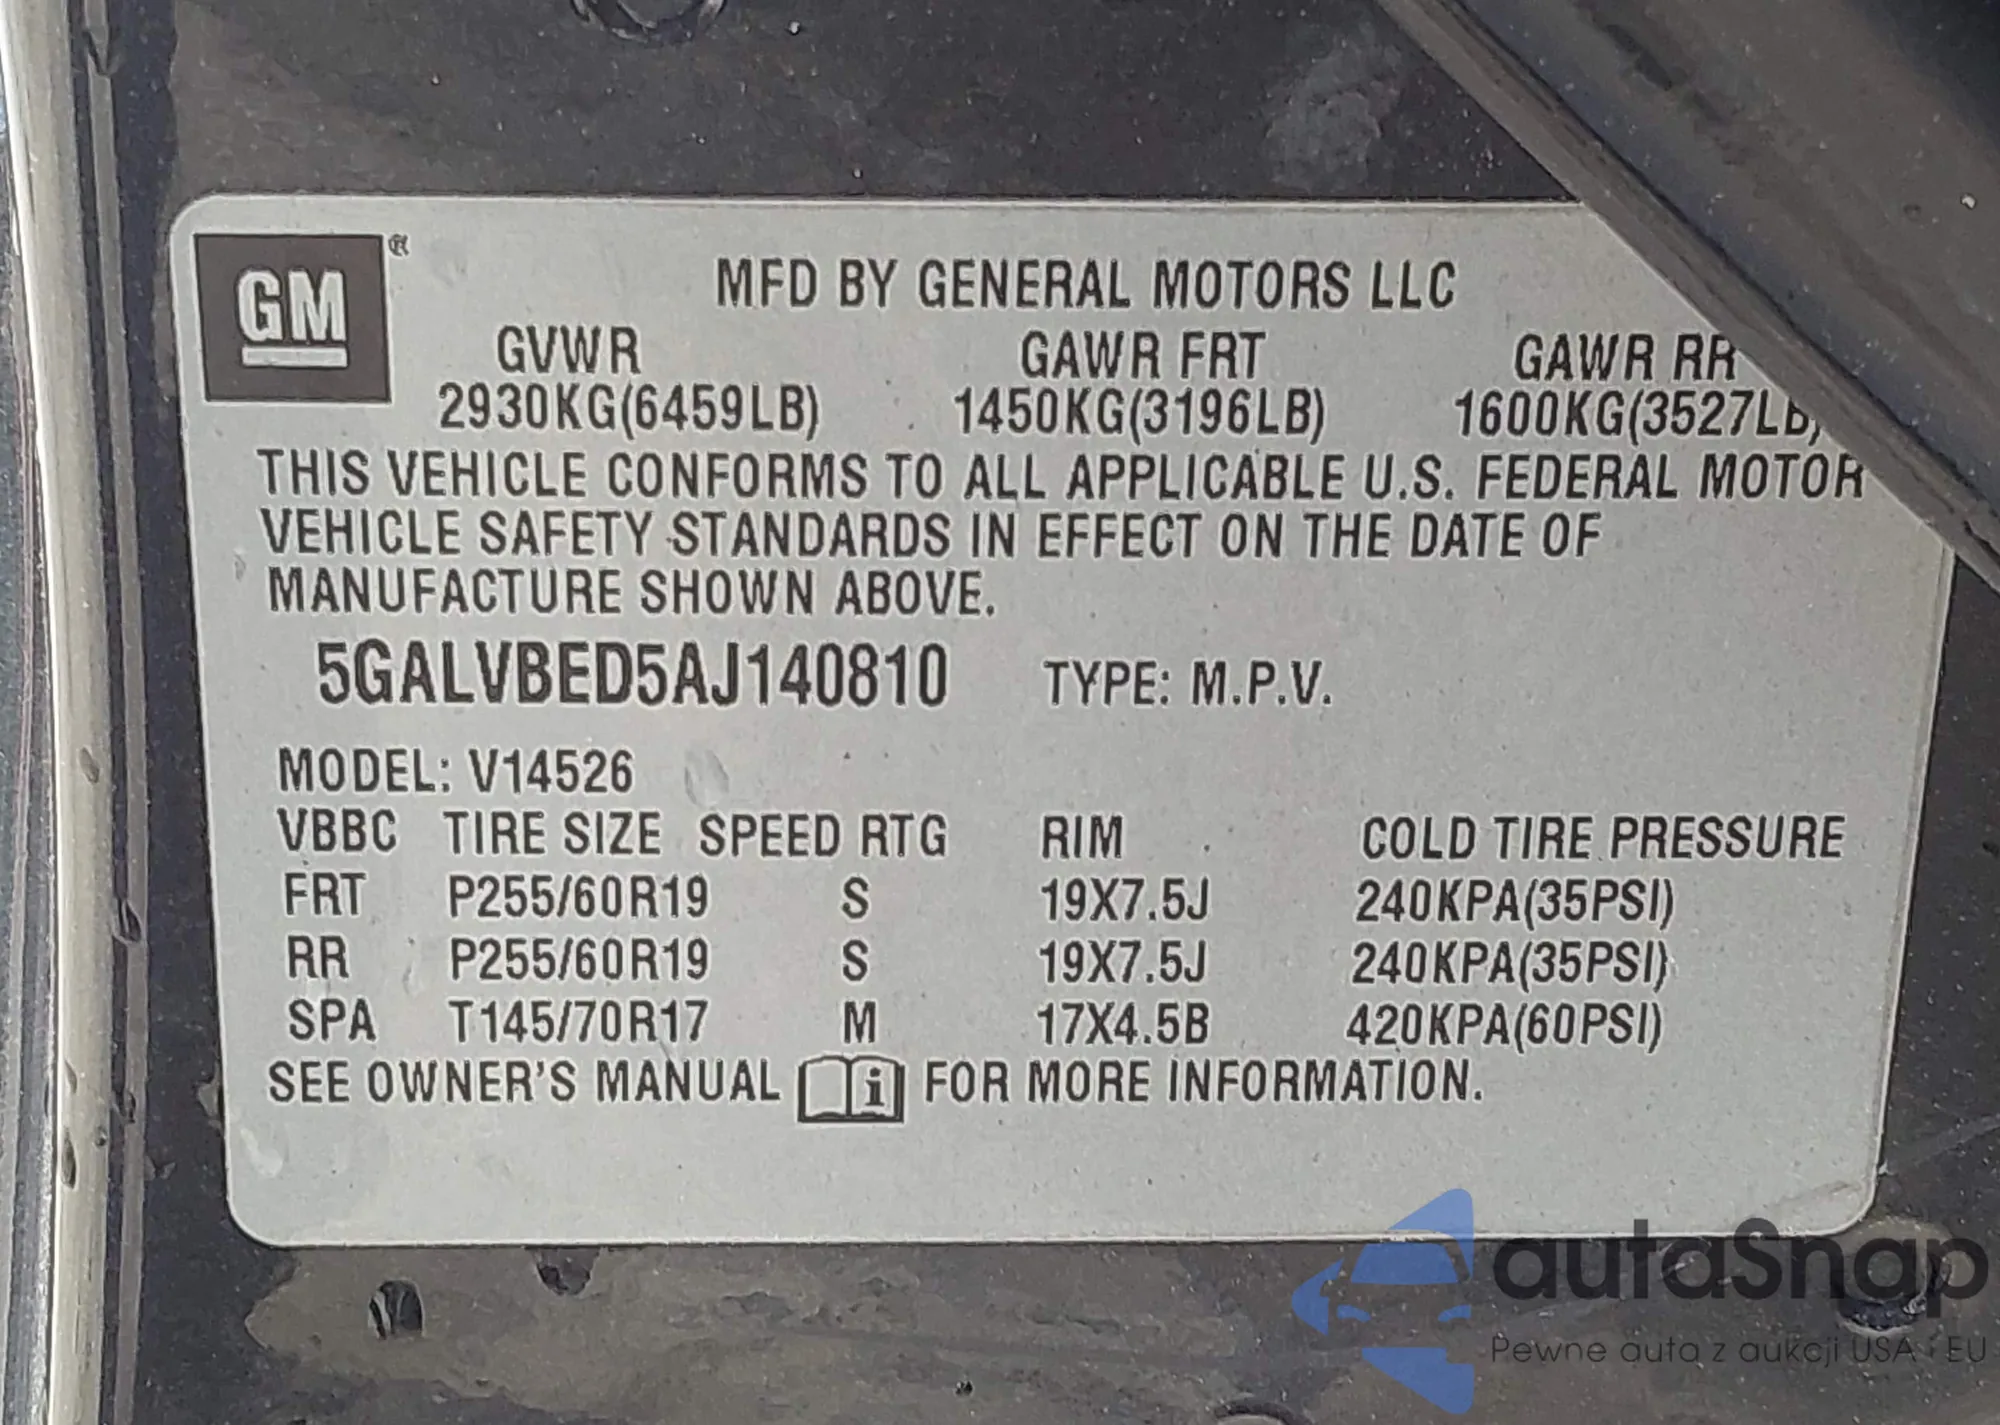 GM ®
MFD BY GENERAL MOTORS LLC
GVWR GAWR FRT GAWR RR
2930KG(6459LB) 1450KG(3196LB) 1600KG(3527LB)
THIS VEHICLE CONFORMS TO ALL APPLICABLE U.S. FEDERAL MOTOR
VEHICLE SAFETY STANDARDS IN EFFECT ON THE DATE OF
MANUFACTURE SHOWN ABOVE.
5GALVBED5AJ140810 TYPE: M.P.V.
MODEL: V14526
VBBC TIRE SIZE SPEED RTG RIM COLD TIRE PRESSURE
FRT P255/60R19 S 19X7.5J 240KPA(35PSI)
RR P255/60R19 S 19X7.5J 240KPA(35PSI)
SPA T145/70R17 M 17X4.5B 420KPA(60PSI)
SEE OWNER'S MANUAL i FOR MORE INFORMATION.
autaSnap
Pewne auta z aukcji USA i EU